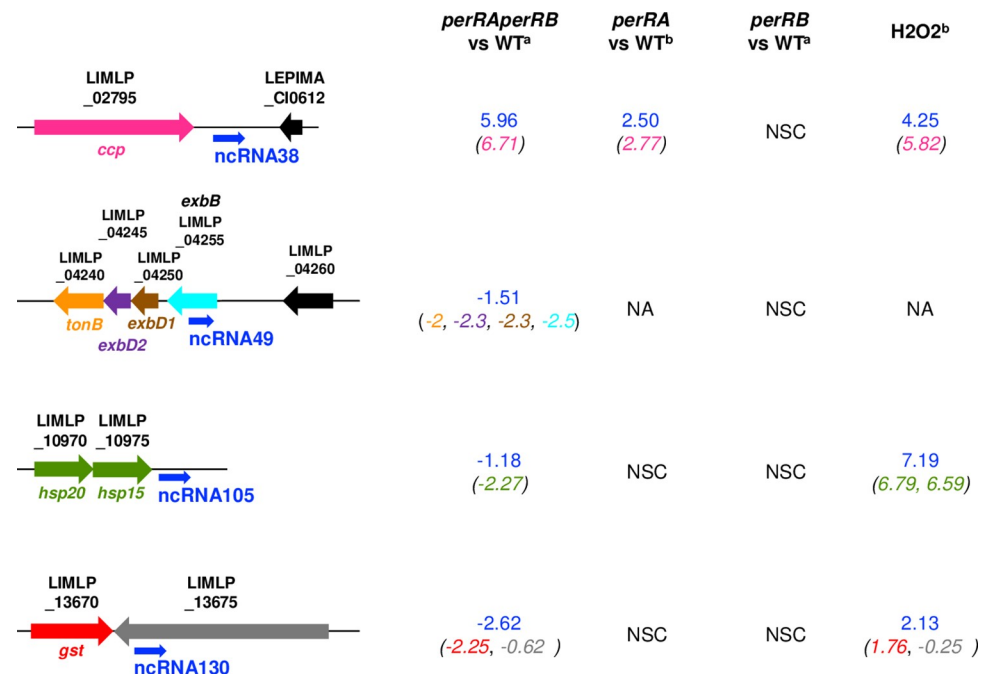 perRAperRB vs WTᵃ
perRA vs WTᵇ
perRB vs WTᵃ
H2O2ᵇ
LIMLP _02795
LEPIMA _CI0612
ccp
ncRNA38
5.96
(6.71)
2.50
(2.77)
NSC
4.25
(5.82)
exbB
LIMLP _04245
LIMLP _04255
LIMLP _04240
LIMLP _04250
LIMLP _04260
tonB
exbD1
exbD2
ncRNA49
-1.51
(-2, -2.3, -2.3, -2.5)
NA
NSC
NA
LIMLP _10970
LIMLP _10975
hsp20
hsp15
ncRNA105
-1.18
(-2.27)
NSC
NSC
7.19
(6.79, 6.59)
LIMLP _13670
LIMLP _13675
gst
ncRNA130
-2.62
(-2.25, -0.62 )
NSC
NSC
2.13
(1.76, -0.25 )